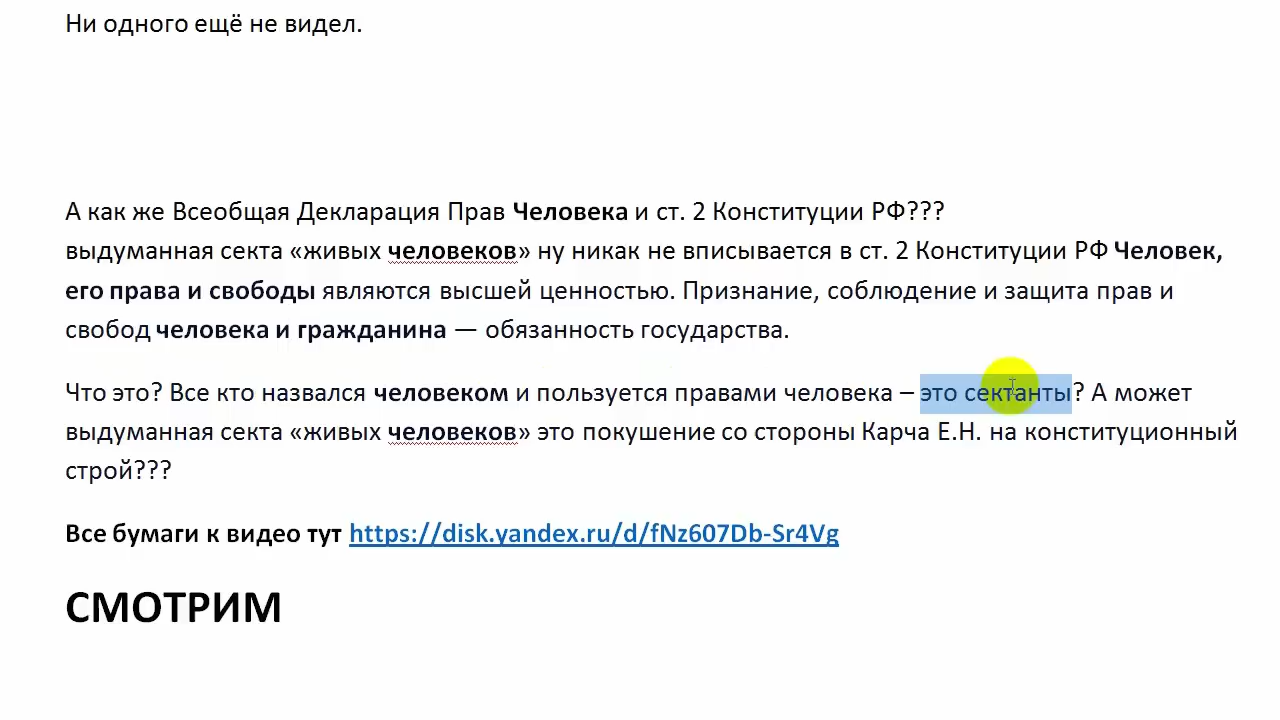 Ни одного ещё не видел.
А как же Всеобщая Декларация Прав Человека и ст. 2 Конституции РФ???
выдуманная секта «живых человеков» ну никак не вписывается в ст. 2 Конституции РФ Человек,
его права и свободы являются высшей ценностью. Признание, соблюдение и защита прав и
свобод человека и гражданина — обязанность государства.
Что это? Все кто назвался человеком и пользуется правами человека – это сектанты? А может
выдуманная секта «живых человеков» это покушение со стороны Карча Е.Н. на конституционный
строй???
Все бумаги к видео тут https://disk.yandex.ru/d/fNz607Db-Sr4Vg
СМОТРИМ